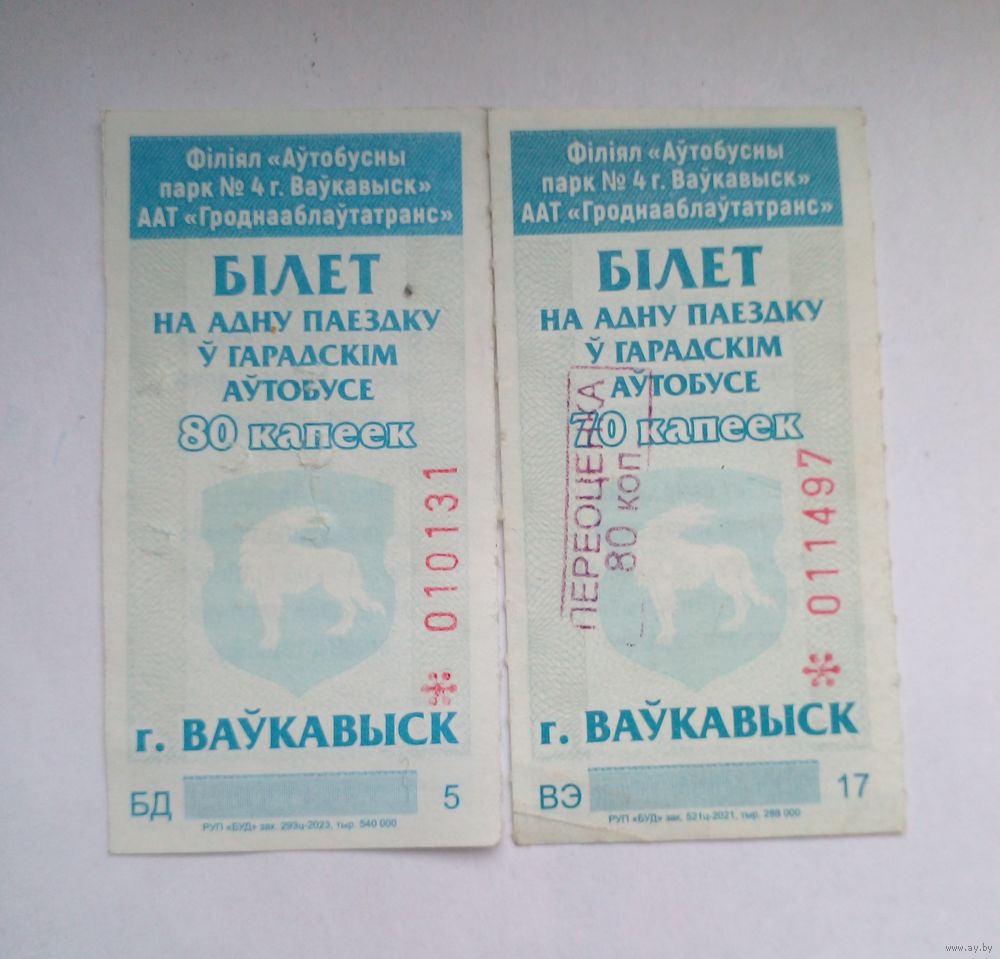 Філіял «Аўтобусны
парк № 4 г. Ваўкавыск»
ААТ «Гроднааблаўтатранс»
БІЛЕТ
НА АДНУ ПАЕЗДКУ
Ў ГАРАДСКІМ
АЎТОБУСЕ
80 капеек
010131
г. ВАЎКАВЫСК
БД 5
РУП «БУД» зак. 293ц-2023, тыр. 540 000
Філіял «Аўтобусны
парк № 4 г. Ваўкавыск»
ААТ «Гроднааблаўтатранс»
БІЛЕТ
НА АДНУ ПАЕЗДКУ
Ў ГАРАДСКІМ
АЎТОБУСЕ
70 капеек
ПЕРЕОЦЕНКА
80 коп
011497
г. ВАЎКАВЫСК
ВЭ 17
РУП «БУД» зак. 521ц-2021, тыр. 288 000
www.ay.by